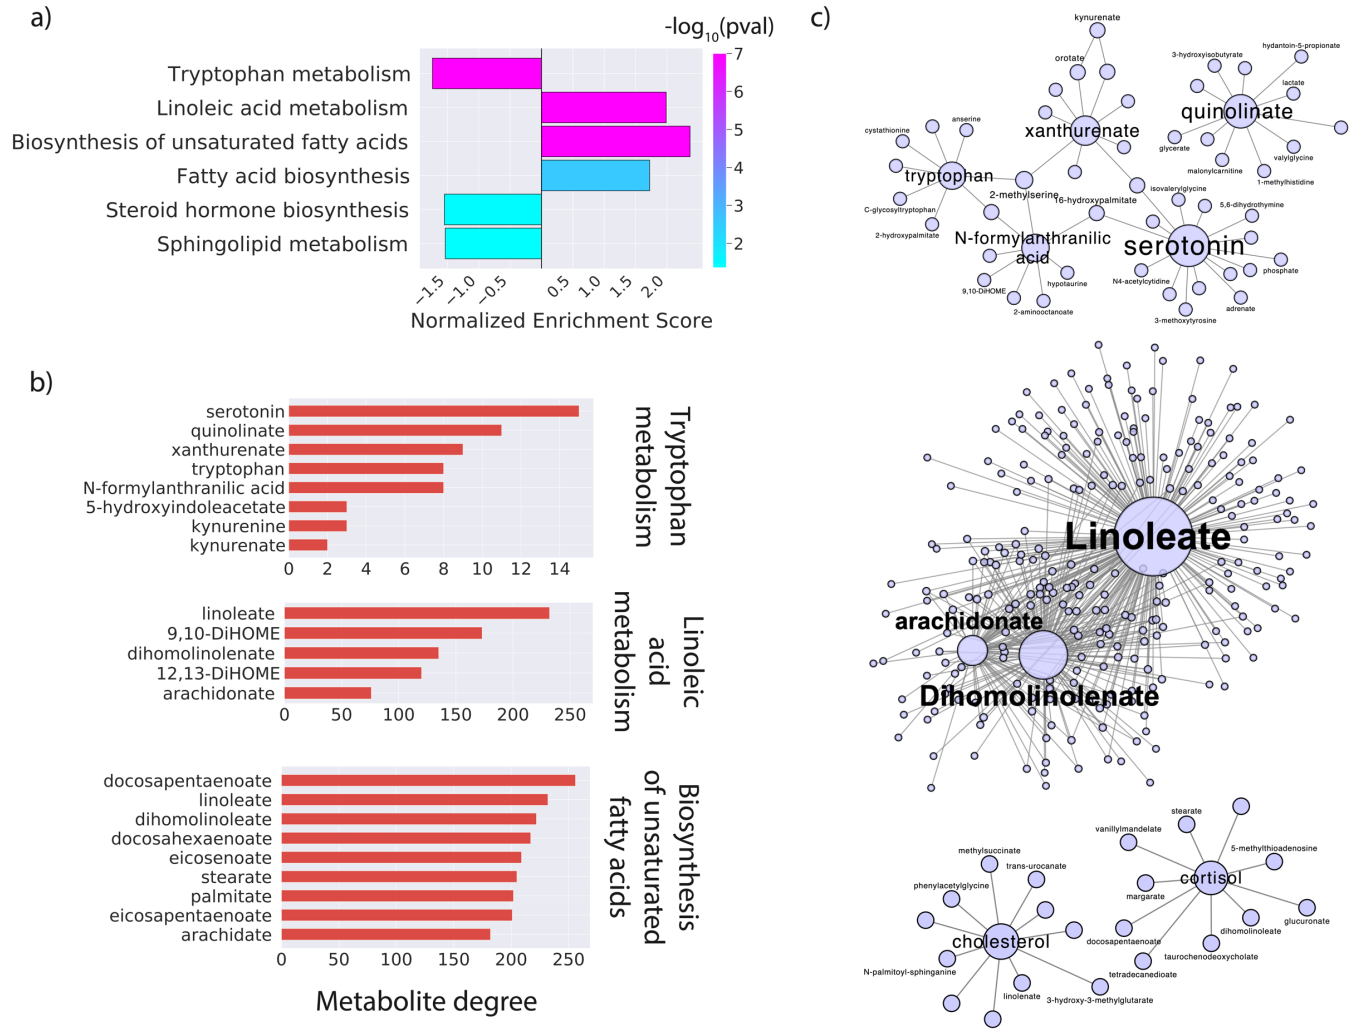 a)
-log10(pval)
Tryptophan metabolism
Linoleic acid metabolism
Biosynthesis of unsaturated fatty acids
Fatty acid biosynthesis
Steroid hormone biosynthesis
Sphingolipid metabolism
7
6
5
4
3
2
−1.5
−1.0
−0.5
0.5
1.0
1.5
2.0
Normalized Enrichment Score
b)
serotonin
quinolinate
xanthurenate
tryptophan
N-formylanthranilic acid
5-hydroxyindoleacetate
kynurenine
kynurenate
0 2 4 6 8 10 12 14
Tryptophan
metabolism
linoleate
9,10-DiHOME
dihomolinolenate
12,13-DiHOME
arachidonate
0 50 100 150 200 250
Linoleic
acid
metabolism
docosapentaenoate
linoleate
dihomolinoleate
docosahexaenoate
eicosenoate
stearate
palmitate
eicosapentaenoate
arachidate
0 50 100 150 200 250
Biosynthesis
of unsaturated
fatty acids
Metabolite degree
c)
kynurenate
orotate
xanthurenate
anserine
cystathionine
tryptophan
C-glycosyltryptophan
2-hydroxypalmitate
2-methylserine
16-hydroxypalmitate
N-formylanthranilic
acid
9,10-DiHOME
hypotaurine
2-aminooctanoate
3-hydroxyisobutyrate
hydantoin-5-propionate
lactate
quinolinate
glycerate
valylglycine
malonylcarnitine
1-methylhistidine
isovalerylglycine
5,6-dihydrothymine
serotonin
phosphate
N4-acetylcytidine
adrenate
3-methoxytyrosine
Linoleate
arachidonate
Dihomolinolenate
methylsuccinate
trans-urocanate
phenylacetylglycine
cholesterol
N-palmitoyl-sphinganine
linolenate
3-hydroxy-3-methylglutarate
stearate
vanillylmandelate
5-methylthioadenosine
cortisol
margarate
glucuronate
dihomolinoleate
docosapentaenoate
taurochenodeoxycholate
tetradecanedioate